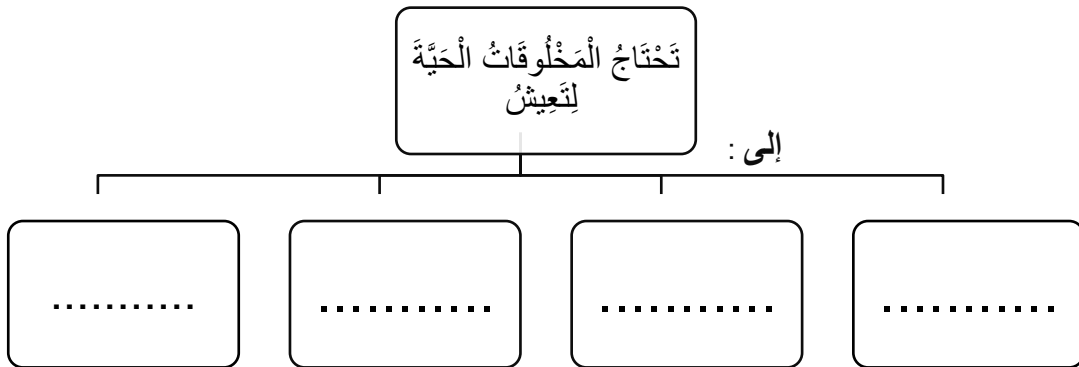 تَحْتَاجُ الْمَخْلُوقَاتُ الْحَيَّةَ
لِتَعِيشُ
إلى :
........... ........... ........... ...........